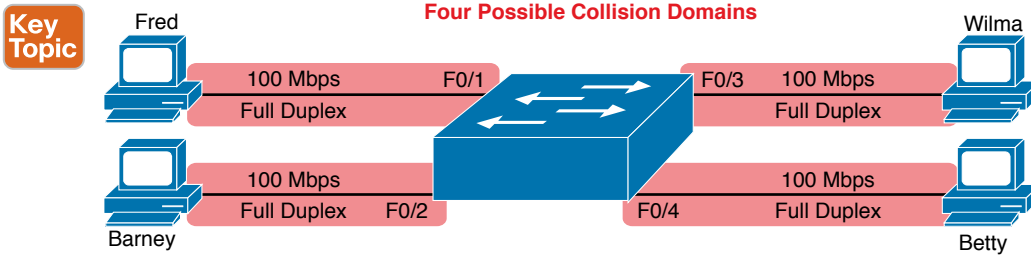 Key
Topic
Four Possible Collision Domains
Fred
Wilma
100 Mbps
F0/1
F0/3
100 Mbps
Full Duplex
Full Duplex
100 Mbps
100 Mbps
Full Duplex
F0/2
F0/4
Full Duplex
Barney
Betty